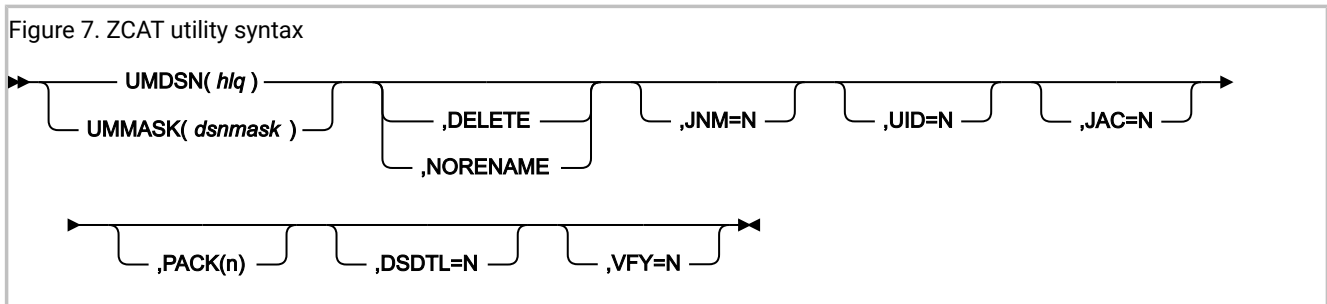 Figure 7. ZCAT utility syntax
UMDSN( hlq )
UMMASK( dsnmask )
,DELETE
,NORENAME
,JNM=N
,UID=N
,JAC=N
,PACK(n)
,DSDTL=N
,VFY=N